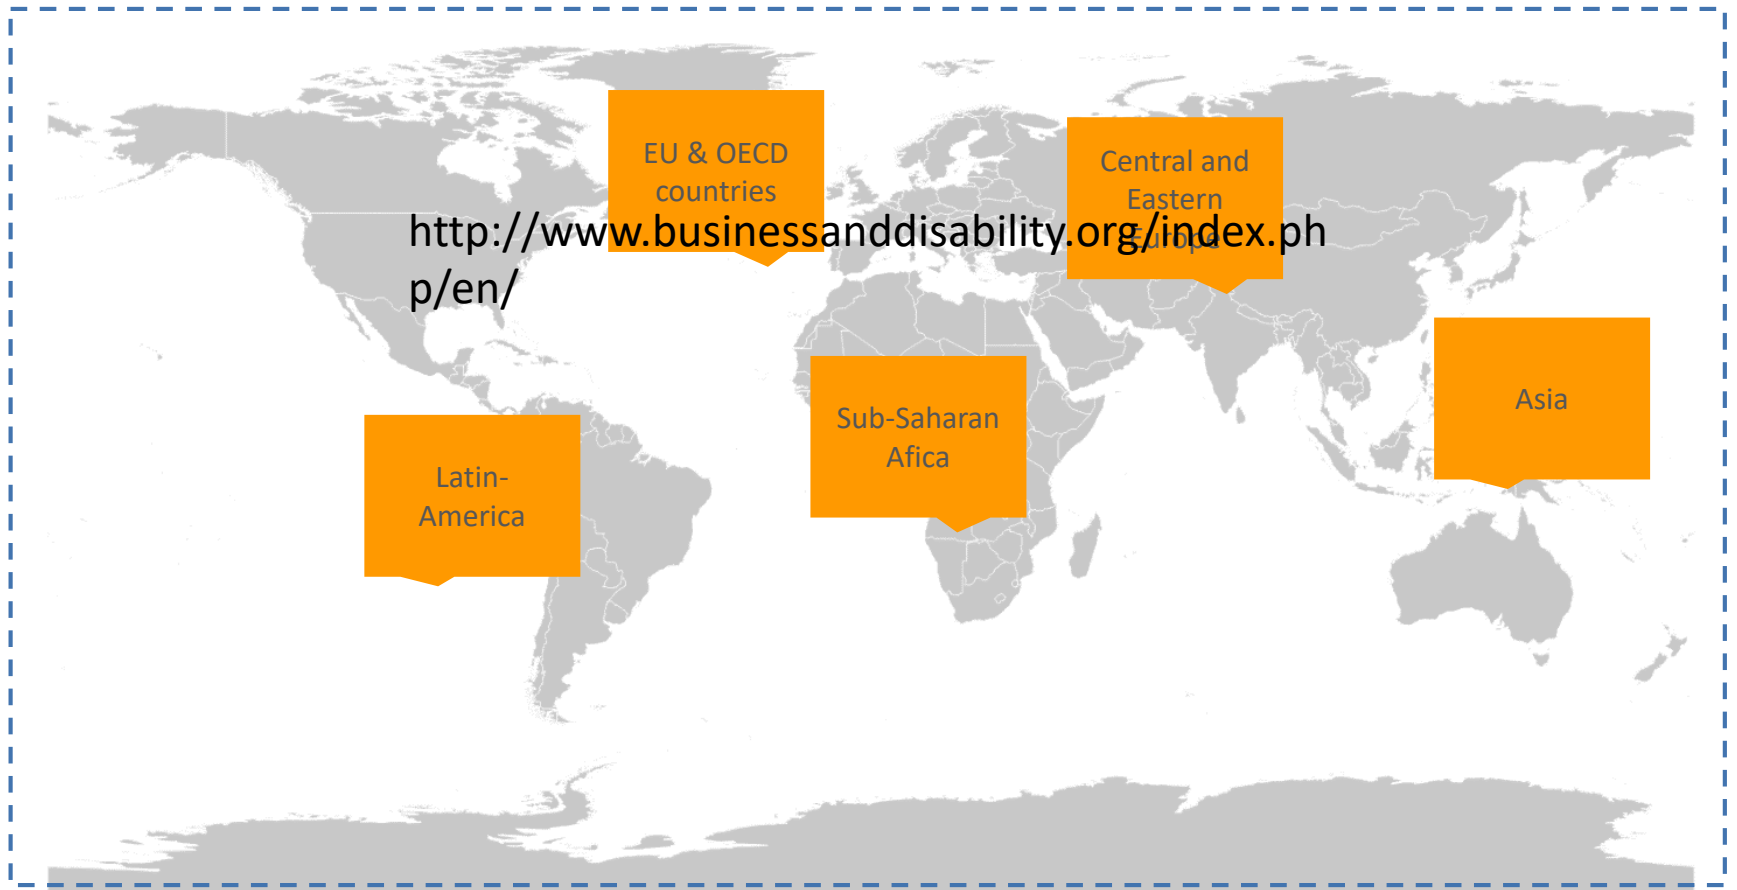 EU & OECD
countries
Central and
Eastern
Europe
http://www.businessanddisability.org/index.ph
p/en/
Asia
Sub-Saharan
Afica
Latin-
America